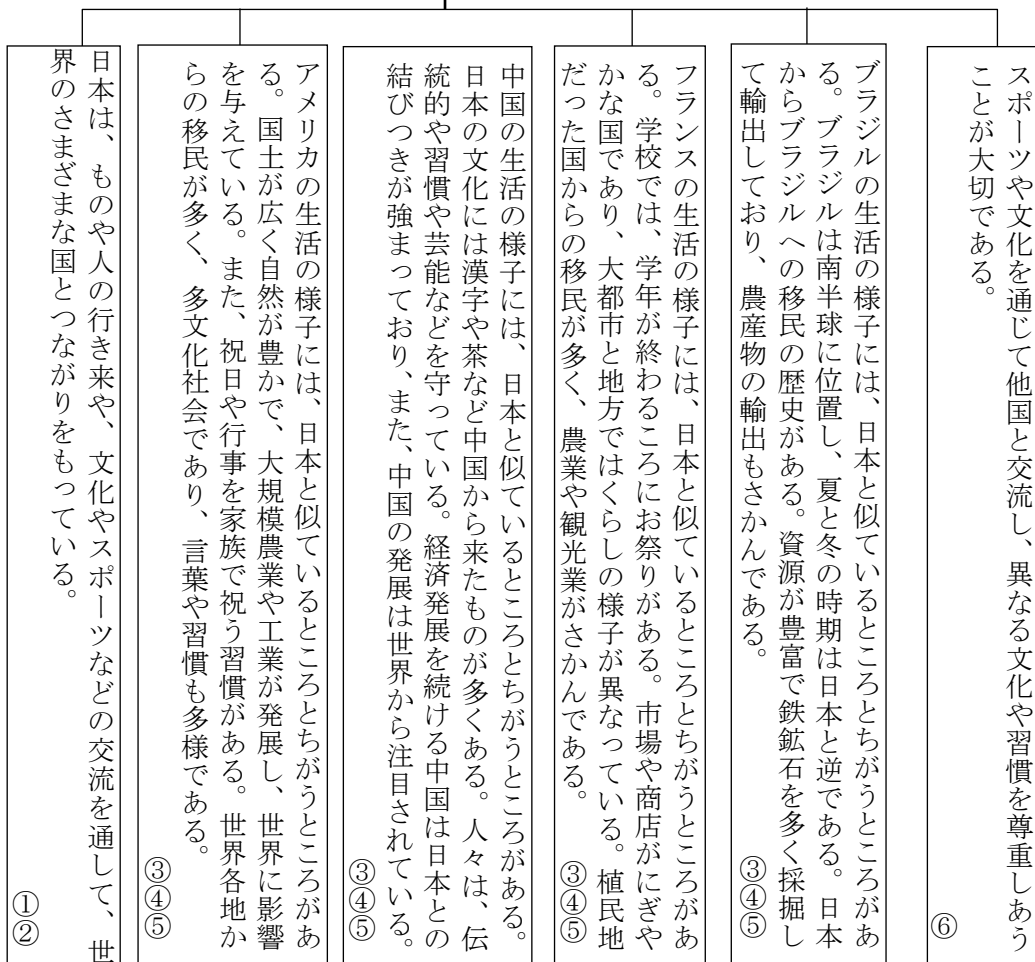 スポーツや文化を通じて他国と交流し、異なる文化や習慣を尊重しあう
ことが大切である。
⑥
ブラジルの生活の様子には、日本と似ているところとちがうところがあ
る。ブラジルは南半球に位置し、夏と冬の時期は日本と逆である。日本
からブラジルへの移民の歴史がある。資源が豊富で鉄鉱石を多く採掘し
て輸出しており、農産物の輸出もさかんである。
③④⑤
フランスの生活の様子には、日本と似ているところとちがうところがあ
る。学校では、学年が終わるころにお祭りがある。市場や商店がにぎや
かな国であり、大都市と地方ではくらしの様子が異なっている。植民地
だった国からの移民が多く、農業や観光業がさかんである。
③④⑤
中国の生活の様子には、日本と似ているところとちがうところがある。
日本の文化には漢字や茶など中国から来たものが多くある。人々は、伝
統的や習慣や芸能などを守っている。経済発展を続ける中国は日本との
結びつきが強まっており、また、中国の発展は世界から注目されている。
③④⑤
アメリカの生活の様子には、日本と似ているところとちがうところがあ
る。国土が広く自然が豊かで、大規模農業や工業が発展し、世界に影響
を与えている。また、祝日や行事を家族で祝う習慣がある。世界各地か
らの移民が多く、多文化社会であり、言葉や習慣も多様である。
③④⑤
日本は、ものや人の行き来や、文化やスポーツなどの交流を通して、世
界のさまざまな国とつながりをもっている。
①②